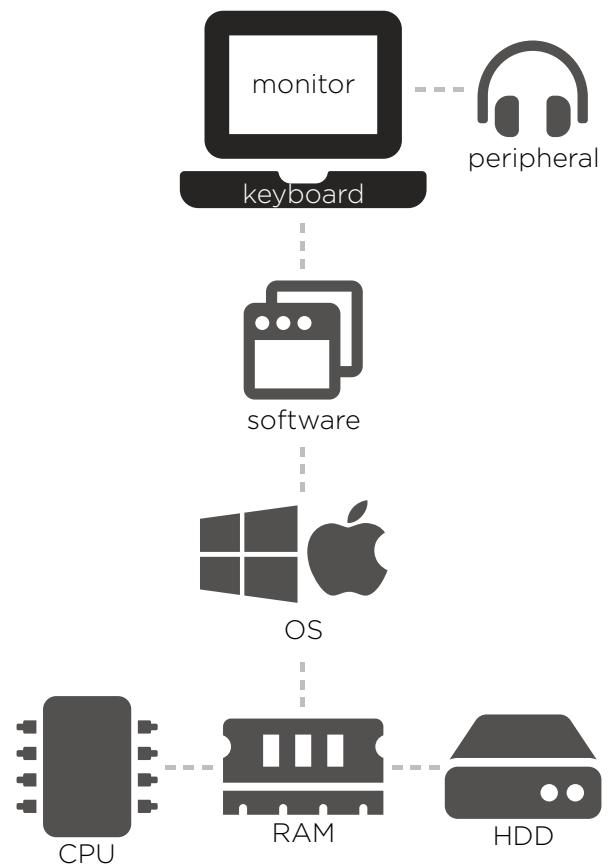 monitor
peripheral
keyboard
software
OS
CPU
RAM
HDD